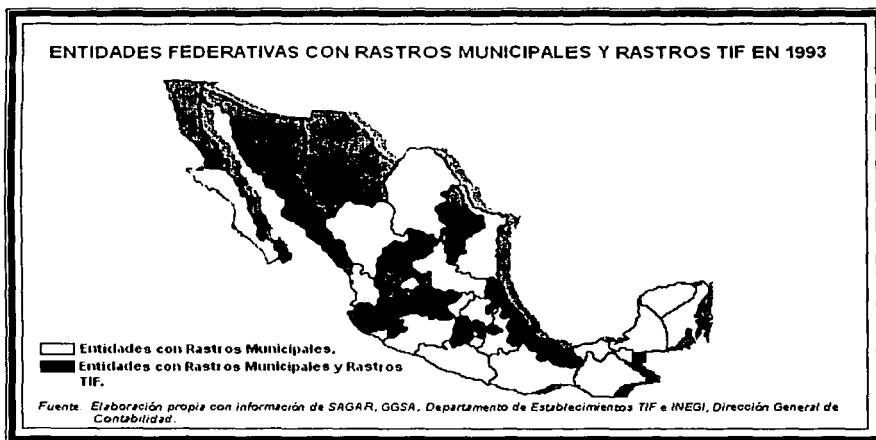 ENTIDADES FEDERATIVAS CON RASTROS MUNICIPALES Y RASTROS TIF EN 1993
Entidades con Rastros Municipales.
Entidades con Rastros Municipales y Rastros
TIF.
Fuente. Elaboración propia con información de SAGAR, GGSA, Departamento de Establecimientos TIF e INEGI, Dirección General de
Contabilidad.